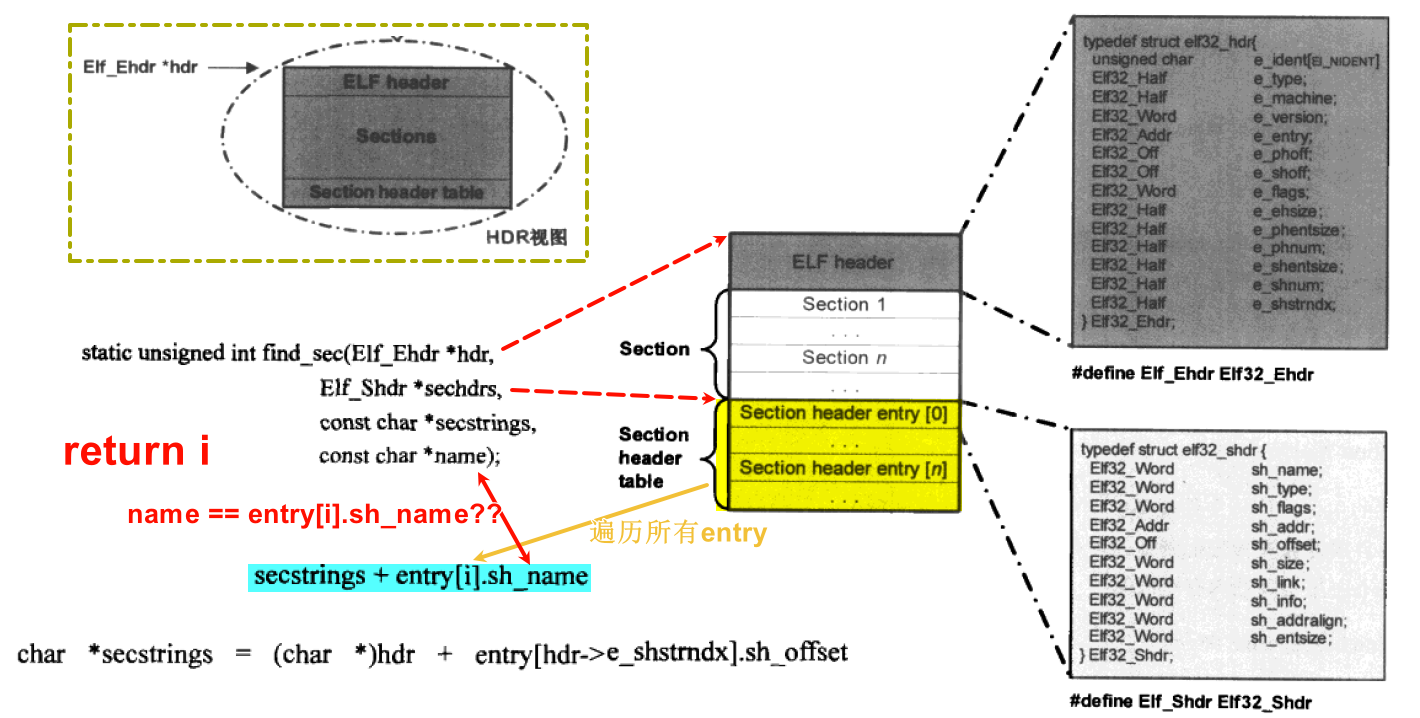 Elf_Ehdr *hdr
ELF header
Sections
Section header table
HDR视图
static unsigned int find_sec(Elf_Ehdr *hdr,
Elf_Shdr *sechdrs,
const char *secstrings,
const char *name);
return i
name == entry[i].sh_name??
遍历所有entry
secstrings + entry[i].sh_name
char *secstrings = (char *)hdr + entry[hdr->e_shstrndx].sh_offset
ELF header
Section
Section 1
. . .
Section n
. . .
Section
header
table
Section header entry [0]
. . .
Section header entry [n]
. . .
typedef struct elf32_hdr{
unsigned char e_ident[EI_NIDENT]
Elf32_Half e_type;
Elf32_Half e_machine;
Elf32_Word e_version;
Elf32_Addr e_entry;
Elf32_Off e_phoff;
Elf32_Off e_shoff;
Elf32_Word e_flags;
Elf32_Half e_ehsize;
Elf32_Half e_phentsize;
Elf32_Half e_phnum;
Elf32_Half e_shentsize;
Elf32_Half e_shnum;
Elf32_Half e_shstrndx;
} Elf32_Ehdr;
#define Elf_Ehdr Elf32_Ehdr
typedef struct elf32_shdr {
Elf32_Word sh_name;
Elf32_Word sh_type;
Elf32_Word sh_flags;
Elf32_Addr sh_addr;
Elf32_Off sh_offset;
Elf32_Word sh_size;
Elf32_Word sh_link;
Elf32_Word sh_info;
Elf32_Word sh_addralign;
Elf32_Word sh_entsize;
} Elf32_Shdr;
#define Elf_Shdr Elf32_Shdr